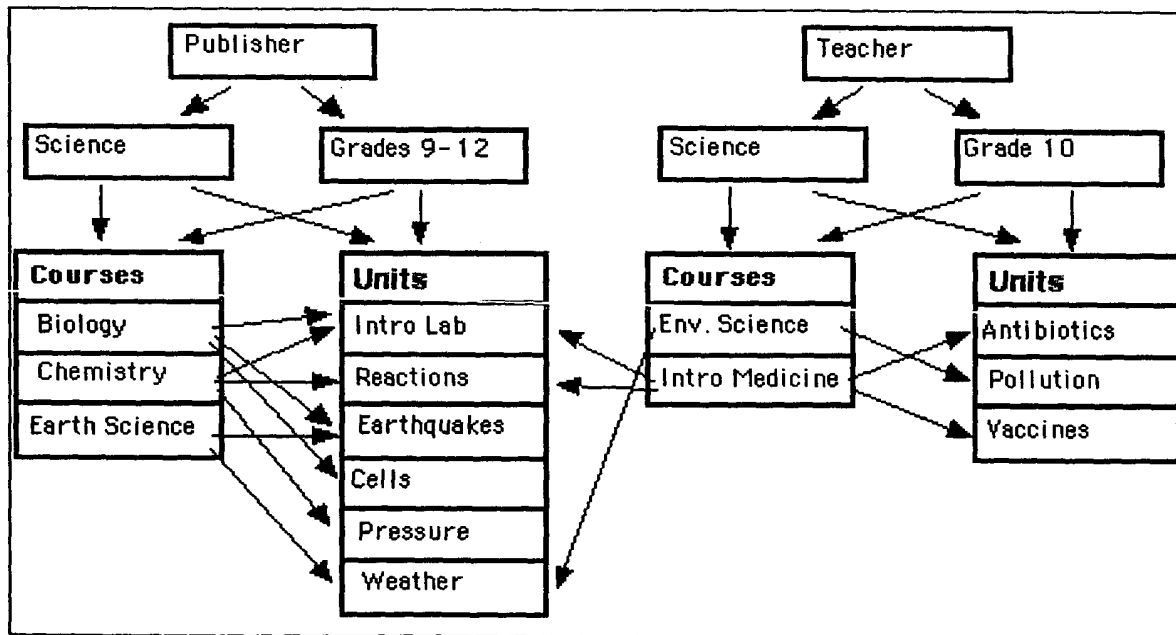 Publisher
Teacher
Science
Grades 9-12
Science
Grade 10
Courses
Biology
Chemistry
Earth Science
Units
Intro Lab
Reactions
Earthquakes
Cells
Pressure
Weather
Courses
Env. Science
Intro Medicine
Units
Antibiotics
Pollution
Vaccines